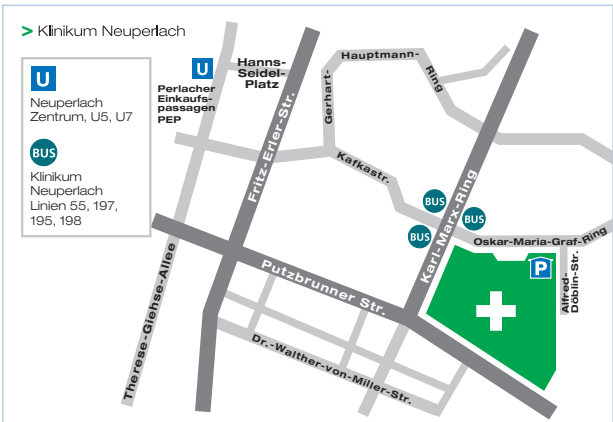 > Klinikum Neuperlach
U
Neuperlach
Zentrum, U5, U7
BUS
Klinikum
Neuperlach
Linien 55, 197,
195, 198
U
Perlacher
Einkaufs-
passagen
PEP
Hanns-
Seidel-
Platz
Fritz-Erler-Str.
Gerhart-
Hauptmann-
Ring
Kafkastr.
Karl-Marx-Ring
BUS
BUS
BUS
Oskar-Maria-Graf-Ring
P
Alfred-
Döblin-Str.
Putzbrunner Str.
Therese-Giehse-Allee
Dr.-Walther-von-Miller-Str.